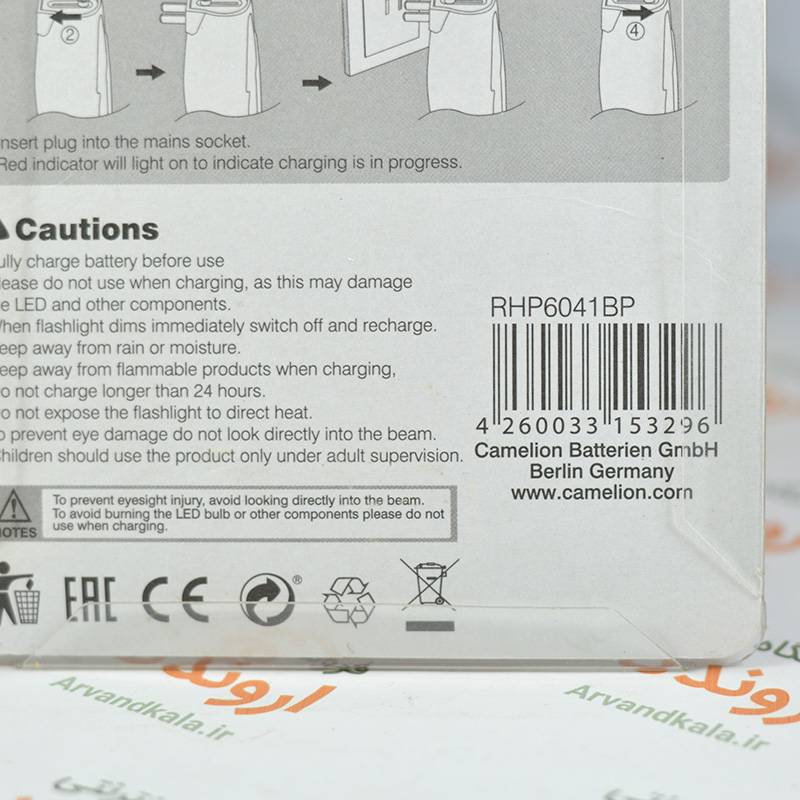 ②
④
nsert plug into the mains socket.
Red indicator will light on to indicate charging is in progress.
Cautions
ully charge battery before use
lease do not use when charging, as this may damage
e LED and other components.
When flashlight dims immediately switch off and recharge.
eep away from rain or moisture.
eep away from flammable products when charging,
o not charge longer than 24 hours.
o not expose the flashlight to direct heat.
o prevent eye damage do not look directly into the beam.
hildren should use the product only under adult supervision.
RHP6041BP
4 260033 153296
Camelion Batterien GmbH
Berlin Germany
www.camelion.com
NOTES
To prevent eyesight injury, avoid looking directly into the beam.
To avoid burning the LED bulb or other components please do not
use when charging.
EAC CE ®
اروند
Arvandkala.ir
اروندک
Arvandkala.ir